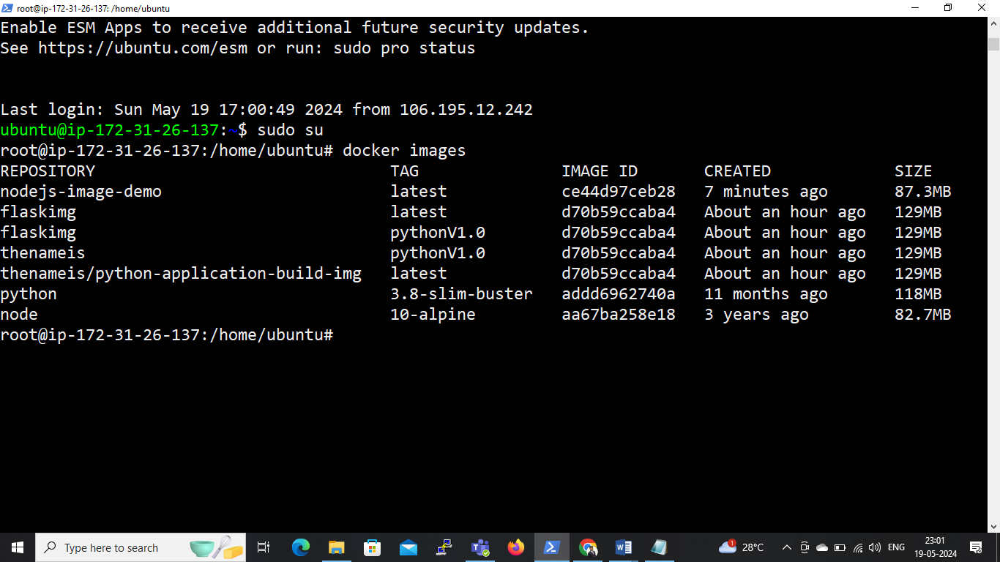 root@ip-172-31-26-137: /home/ubuntu
Enable ESM Apps to receive additional future security updates.
See https://ubuntu.com/esm or run: sudo pro status
Last login: Sun May 19 17:00:49 2024 from 106.195.12.242
ubuntu@ip-172-31-26-137:~$ sudo su
root@ip-172-31-26-137:/home/ubuntu# docker images
REPOSITORY TAG IMAGE ID CREATED SIZE
nodejs-image-demo latest ce44d97ceb28 7 minutes ago 87.3MB
flaskimg latest d70b59ccaba4 About an hour ago 129MB
flaskimg pythonV1.0 d70b59ccaba4 About an hour ago 129MB
thenameis pythonV1.0 d70b59ccaba4 About an hour ago 129MB
thenameis/python-application-build-img latest d70b59ccaba4 About an hour ago 129MB
python 3.8-slim-buster addd6962740a 11 months ago 118MB
node 10-alpine aa67ba258e18 3 years ago 82.7MB
root@ip-172-31-26-137:/home/ubuntu#
Type here to search 1 28°C ENG 23:01
19-05-2024